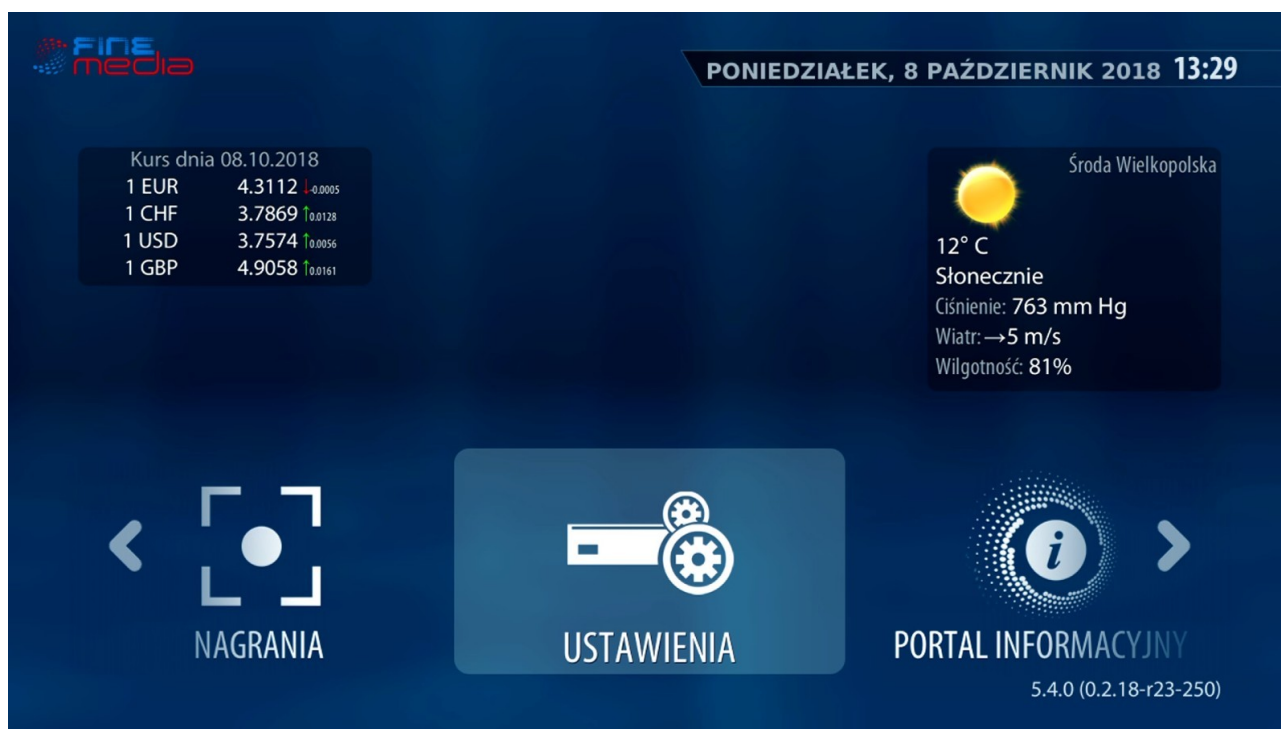 FINE
media
PONIEDZIAŁEK, 8 PAŹDZIERNIK 2018 13:29
Kurs dnia 08.10.2018
1 EUR 4.3112 ↓-0.0005
1 CHF 3.7869 ↑0.0128
1 USD 3.7574 ↑0.0056
1 GBP 4.9058 ↑0.0161
Środa Wielkopolska
12° C
Słonecznie
Ciśnienie: 763 mm Hg
Wiatr: →5 m/s
Wilgotność: 81%
i
NAGRANIA
USTAWIENIA
PORTAL INFORMACYJNY
5.4.0 (0.2.18-r23-250)